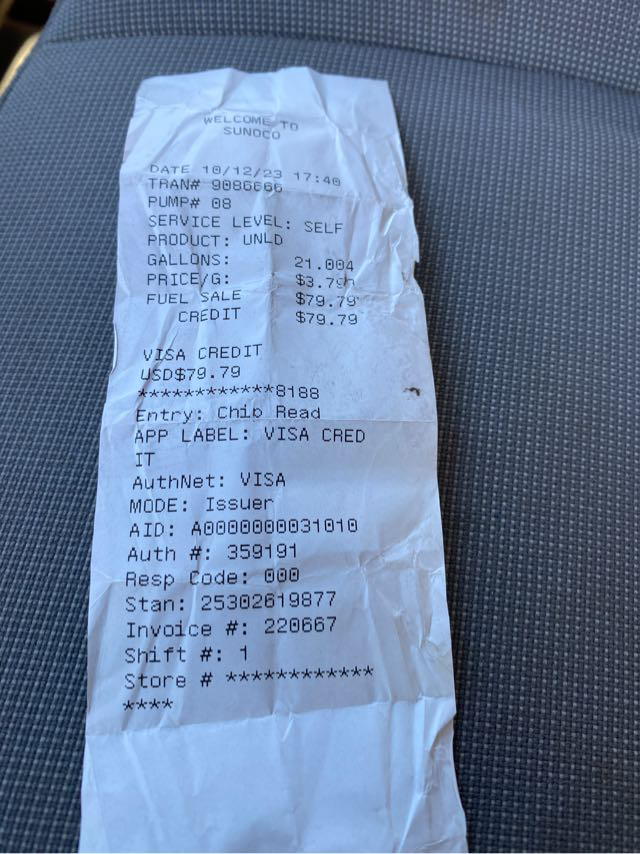 WELCOME TO
SUNOCO
DATE 10/12/23 17:40
TRAN# 9086666
PUMP# 08
SERVICE LEVEL: SELF
PRODUCT: UNLD
GALLONS: 21.004
PRICE/G: $3.799
FUEL SALE $79.79
CREDIT $79.79
VISA CREDIT
USD$79.79
************8188
Entry: Chip Read
APP LABEL: VISA CRED
IT
AuthNet: VISA
MODE: Issuer
AID: A0000000031010
Auth #: 359191
Resp Code: 000
Stan: 25302619877
Invoice #: 220667
Shift #: 1
Store # ************
****